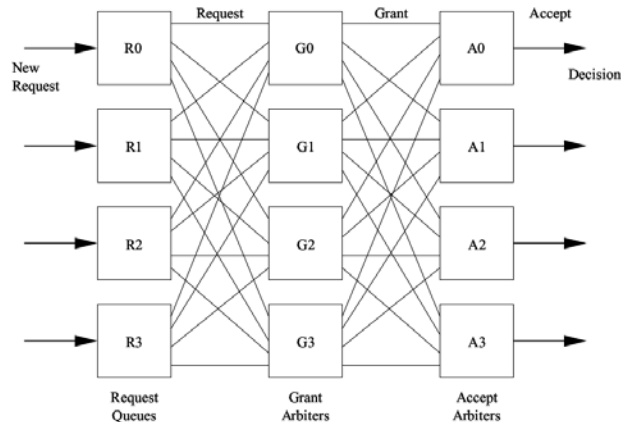 Request
Grant
Accept
R0
G0
A0
New
Request
Decision
R1
G1
A1
R2
G2
A2
R3
G3
A3
Request
Queues
Grant
Arbiters
Accept
Arbiters